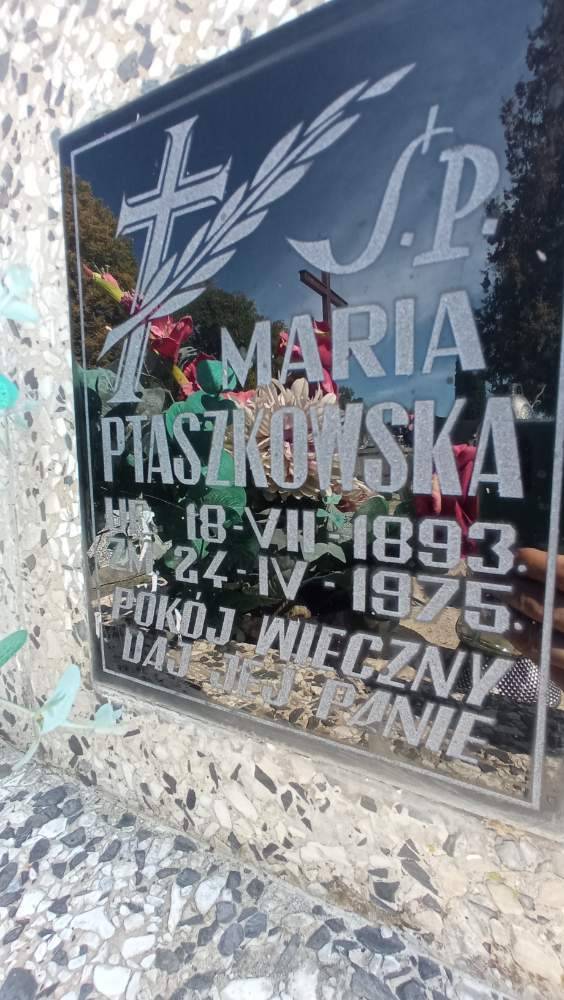 Ś.P.
MARIA
PTASZKOWSKA
UR. 18 - VII - 1893.
ZM. 24 - IV - 1975.
POKÓJ WIECZNY
DAJ JEJ PANIE